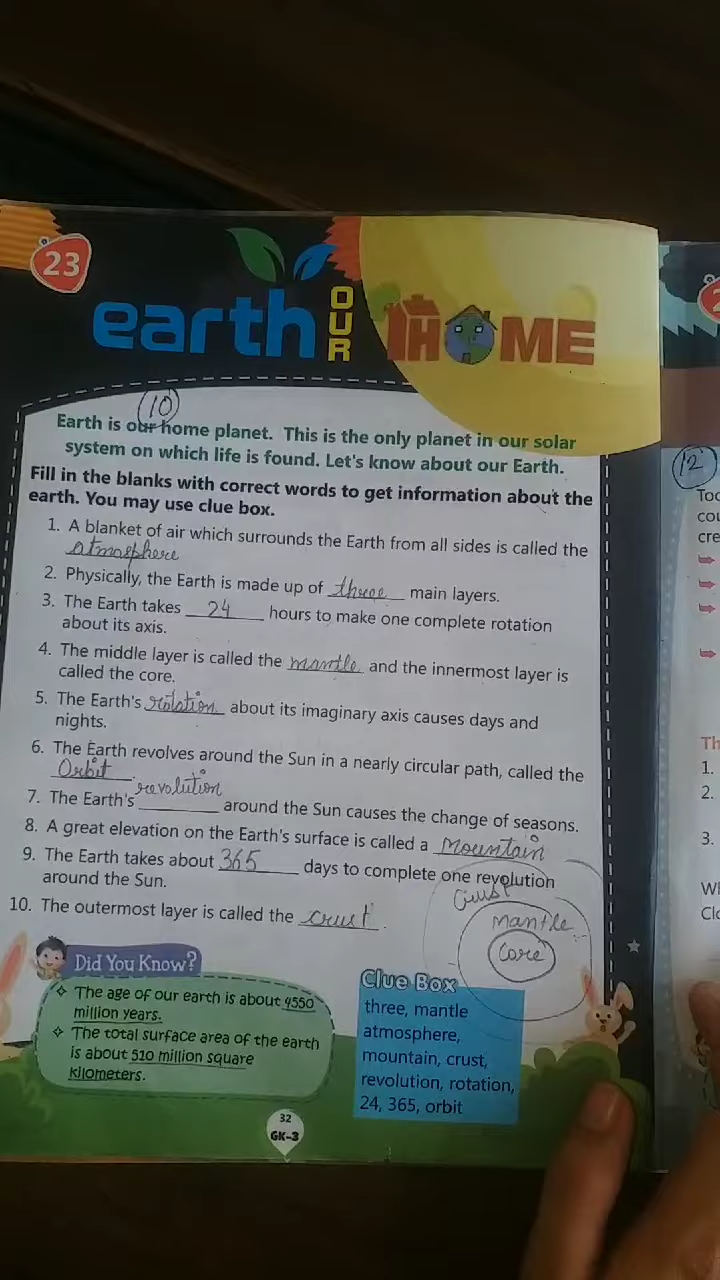 23
earth OUR HOME
10
Earth is our home planet. This is the only planet in our solar
system on which life is found. Let's know about our Earth.
Fill in the blanks with correct words to get information about the
earth. You may use clue box.
1. A blanket of air which surrounds the Earth from all sides is called the
atmosphere
2. Physically, the Earth is made up of three main layers.
3. The Earth takes 24 hours to make one complete rotation
about its axis.
4. The middle layer is called the mantle and the innermost layer is
called the core.
5. The Earth's rotation about its imaginary axis causes days and
nights.
6. The Earth revolves around the Sun in a nearly circular path, called the
Orbit.
7. The Earth's revolution around the Sun causes the change of seasons.
8. A great elevation on the Earth's surface is called a Mountain
9. The Earth takes about 365 days to complete one revolution
around the Sun.
10. The outermost layer is called the crust.
Crust
mantle
Core
Did You Know?
The age of our earth is about 4550
million years.
The total surface area of the earth
is about 510 million square
kilometers.
Clue Box
three, mantle
atmosphere,
mountain, crust,
revolution, rotation,
24, 365, orbit
32
GK-3
12
Too
cou
cre
Th
1.
2.
3.
Cl